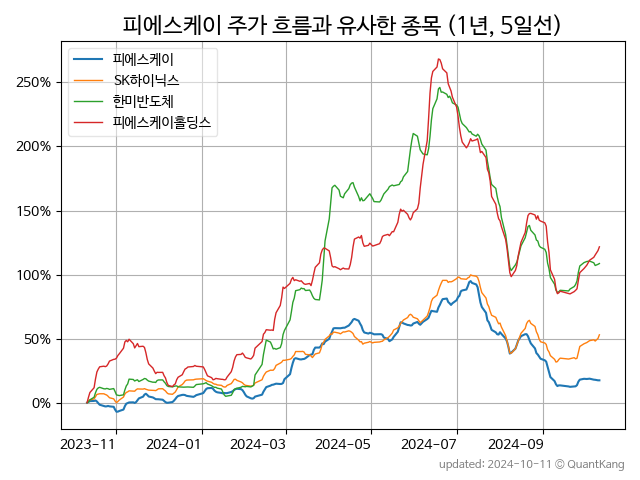 피에스케이 주가 흐름과 유사한 종목 (1년, 5일선)
피에스케이
SK하이닉스
한미반도체
피에스케이홀딩스
250%
200%
150%
100%
50%
0%
2023-11
2024-01
2024-03
2024-05
2024-07
2024-09
updated: 2024-10-11 © QuantKang